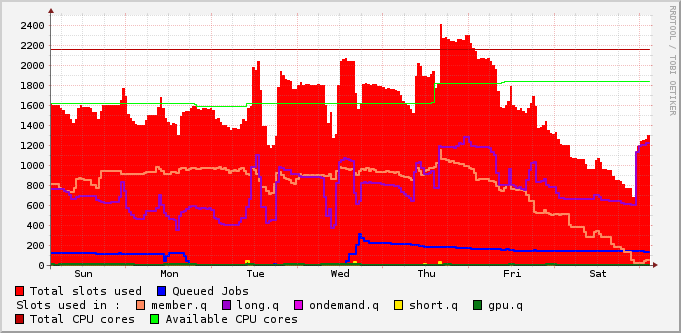 RRDTOOL / TOBI OETIKER
2400
2200
2000
1800
1600
1400
1200
1000
800
600
400
200
0
Sun Mon Tue Wed Thu Fri Sat
Total slots used Queued Jobs
Slots used in : member.q long.q ondemand.q short.q gpu.q
Total CPU cores Available CPU cores